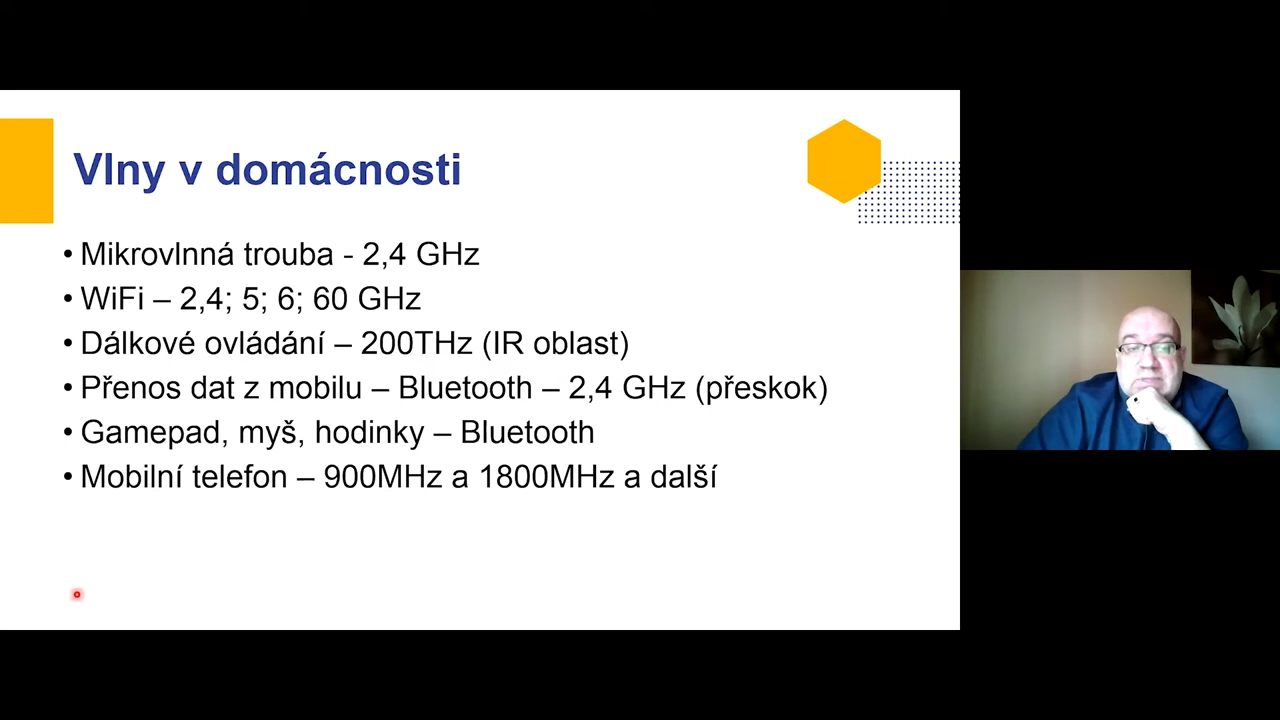 Vlny v domácnosti
• Mikrovlnná trouba - 2,4 GHz
• WiFi – 2,4; 5; 6; 60 GHz
• Dálkové ovládání – 200THz (IR oblast)
• Přenos dat z mobilu – Bluetooth – 2,4 GHz (přeskok)
• Gamepad, myš, hodinky – Bluetooth
• Mobilní telefon – 900MHz a 1800MHz a další